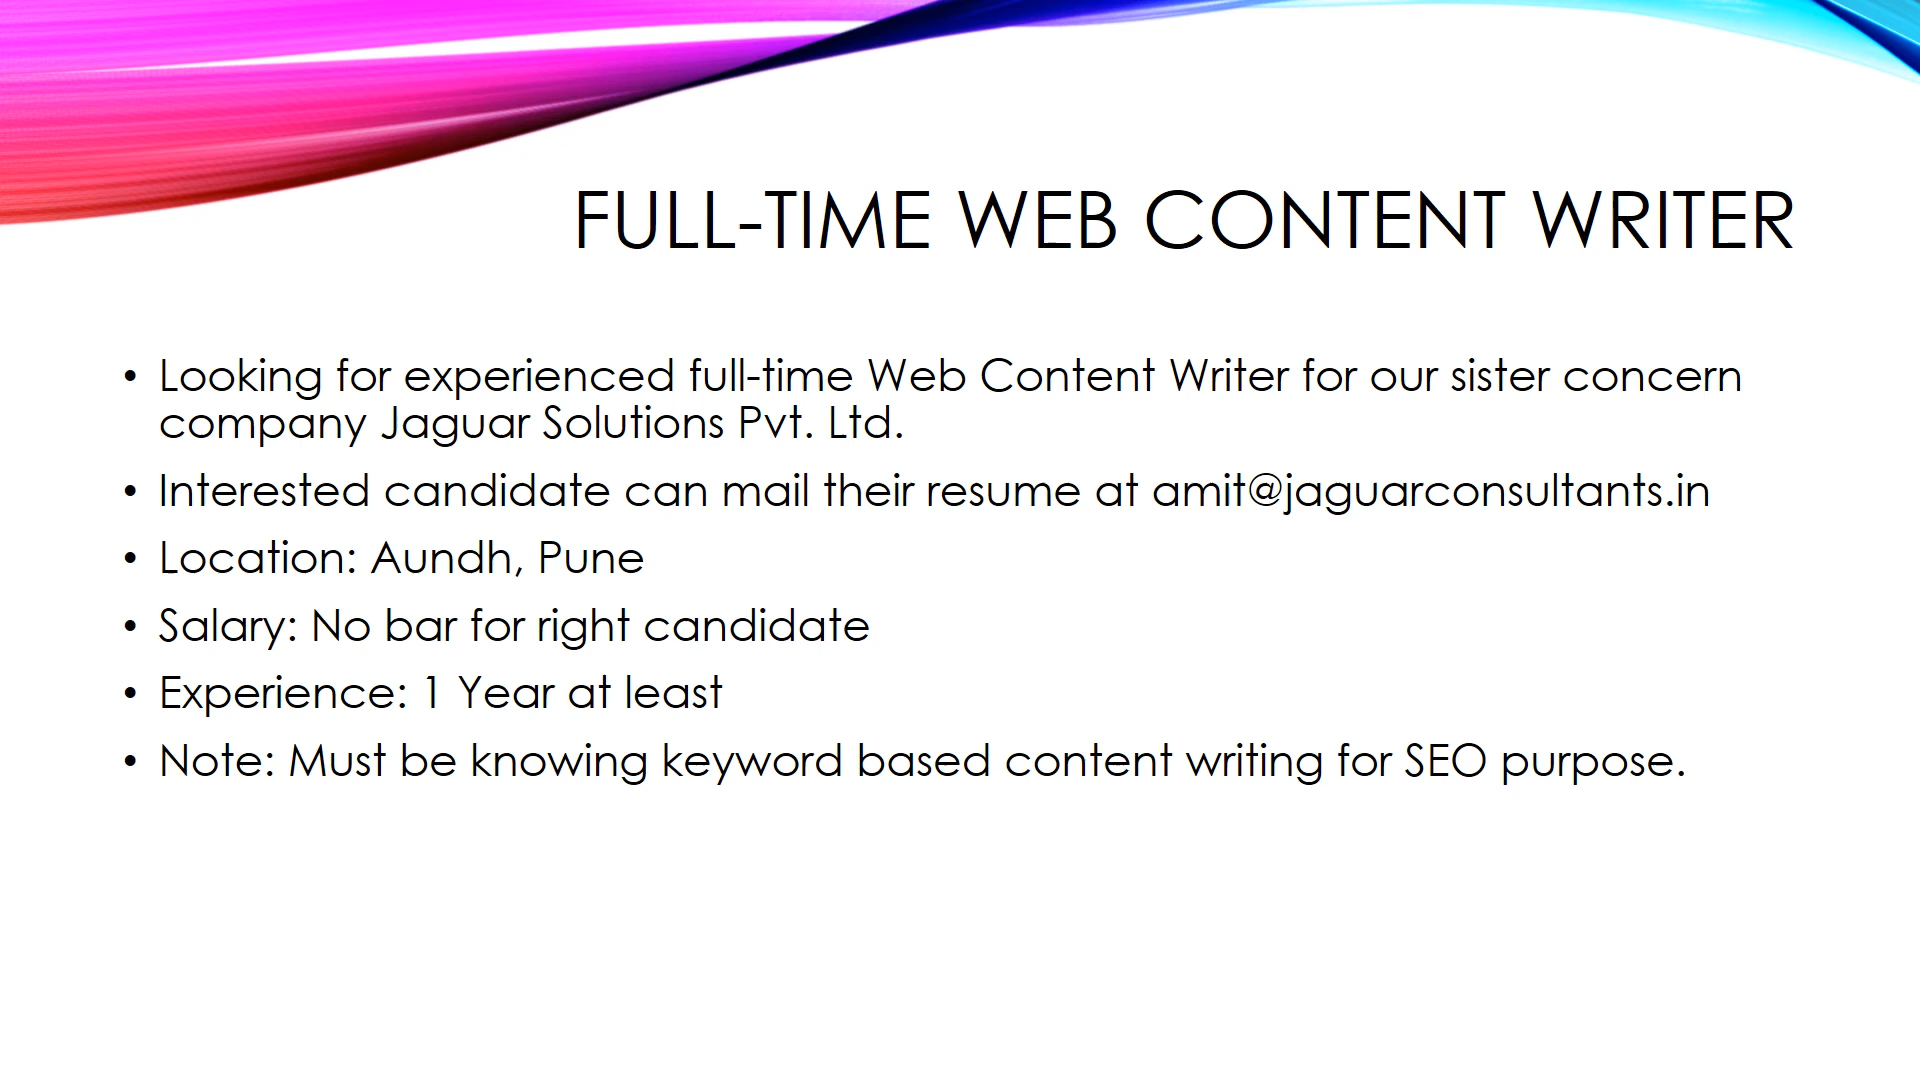 FULL-TIME WEB CONTENT WRITER
• Looking for experienced full-time Web Content Writer for our sister concern
company Jaguar Solutions Pvt. Ltd.
• Interested candidate can mail their resume at amit@jaguarconsultants.in
• Location: Aundh, Pune
• Salary: No bar for right candidate
• Experience: 1 Year at least
• Note: Must be knowing keyword based content writing for SEO purpose.